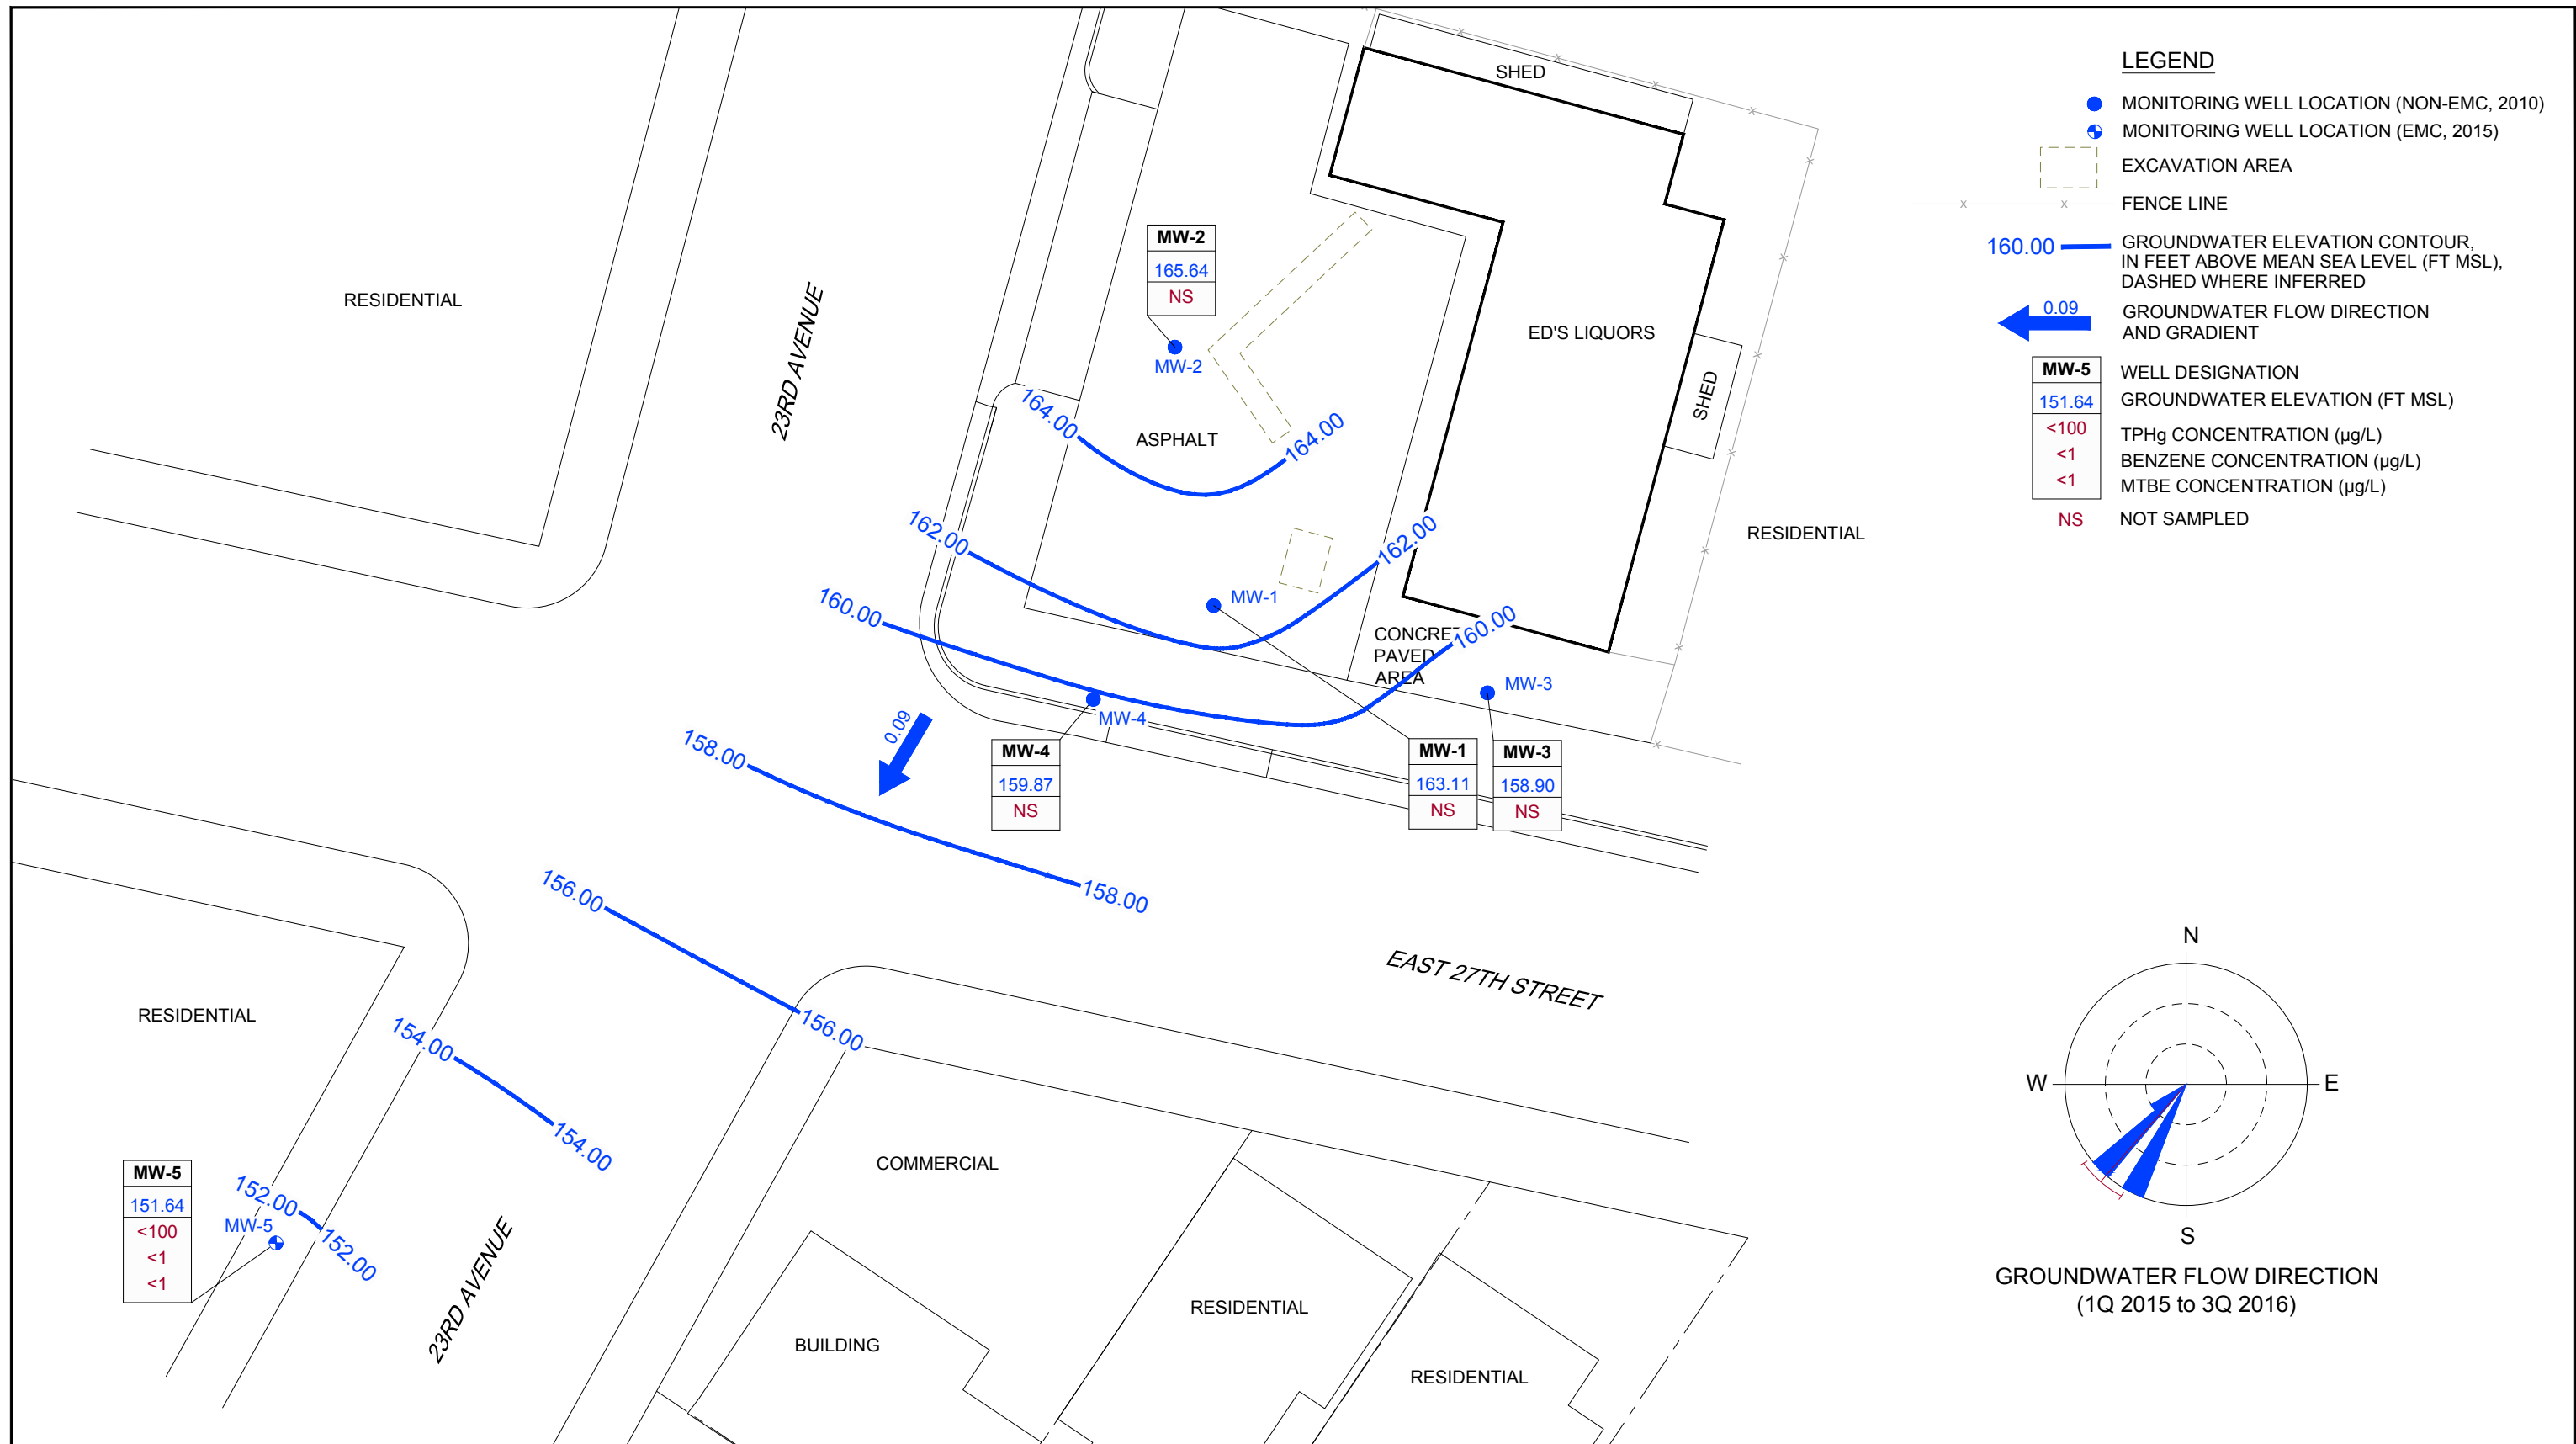 SHED
LEGEND
MONITORING WELL LOCATION (NON-EMC, 2010)
MONITORING WELL LOCATION (EMC, 2015)
EXCAVATION AREA
FENCE LINE
160.00
GROUNDWATER ELEVATION CONTOUR,
IN FEET ABOVE MEAN SEA LEVEL (FT MSL),
DASHED WHERE INFERRED
0.09
GROUNDWATER FLOW DIRECTION
AND GRADIENT
MW-5
WELL DESIGNATION
151.64
GROUNDWATER ELEVATION (FT MSL)
<100
TPHg CONCENTRATION (µg/L)
<1
BENZENE CONCENTRATION (µg/L)
<1
MTBE CONCENTRATION (µg/L)
NS
NOT SAMPLED
RESIDENTIAL
23RD AVENUE
MW-2
165.64
NS
MW-2
ED'S LIQUORS
SHED
ASPHALT
164.00
164.00
162.00
162.00
RESIDENTIAL
160.00
160.00
MW-1
CONCRE
PAVED
AREA
MW-3
MW-4
0.09
MW-4
159.87
NS
MW-1
163.11
NS
MW-3
158.90
NS
158.00
158.00
156.00
156.00
EAST 27TH STREET
RESIDENTIAL
154.00
154.00
MW-5
151.64
<100
<1
<1
152.00
152.00
MW-5
23RD AVENUE
COMMERCIAL
BUILDING
RESIDENTIAL
RESIDENTIAL
N
W
E
S
GROUNDWATER FLOW DIRECTION
(1Q 2015 to 3Q 2016)